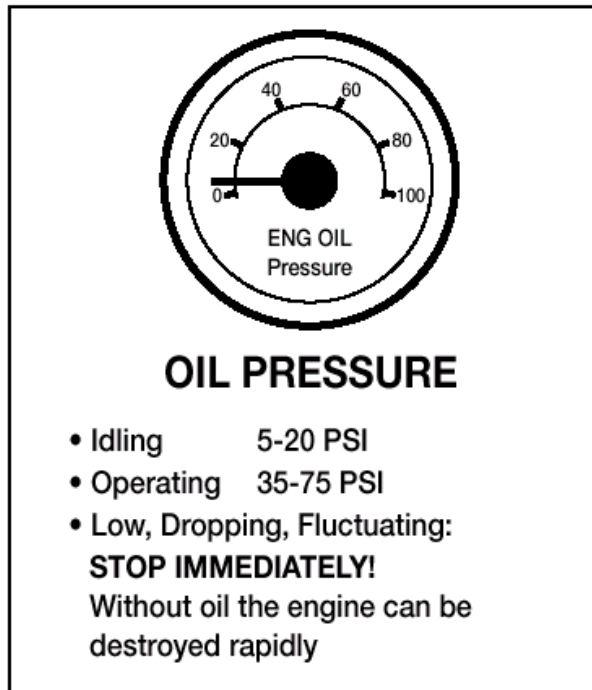 40 60
20 80
0 100
ENG OIL
Pressure
OIL PRESSURE
• Idling 5-20 PSI
• Operating 35-75 PSI
• Low, Dropping, Fluctuating:
STOP IMMEDIATELY!
Without oil the engine can be
destroyed rapidly